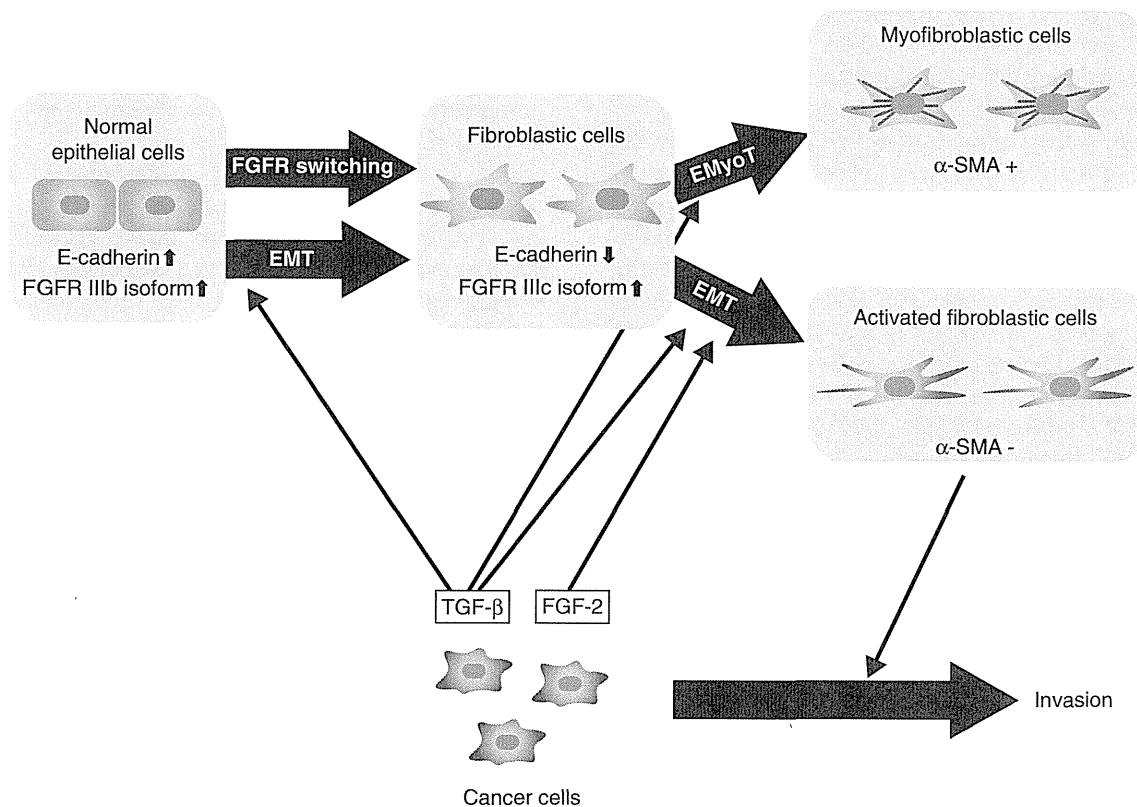 Normal
epithelial cells
E-cadherin⬆
FGFR IIIb isoform⬆
FGFR switching
EMT
Fibroblastic cells
E-cadherin⬇
FGFR IIIc isoform⬆
EMyoT
EMT
Myofibroblastic cells
α-SMA +
Activated fibroblastic cells
α-SMA -
TGF-β
FGF-2
Invasion
Cancer cells